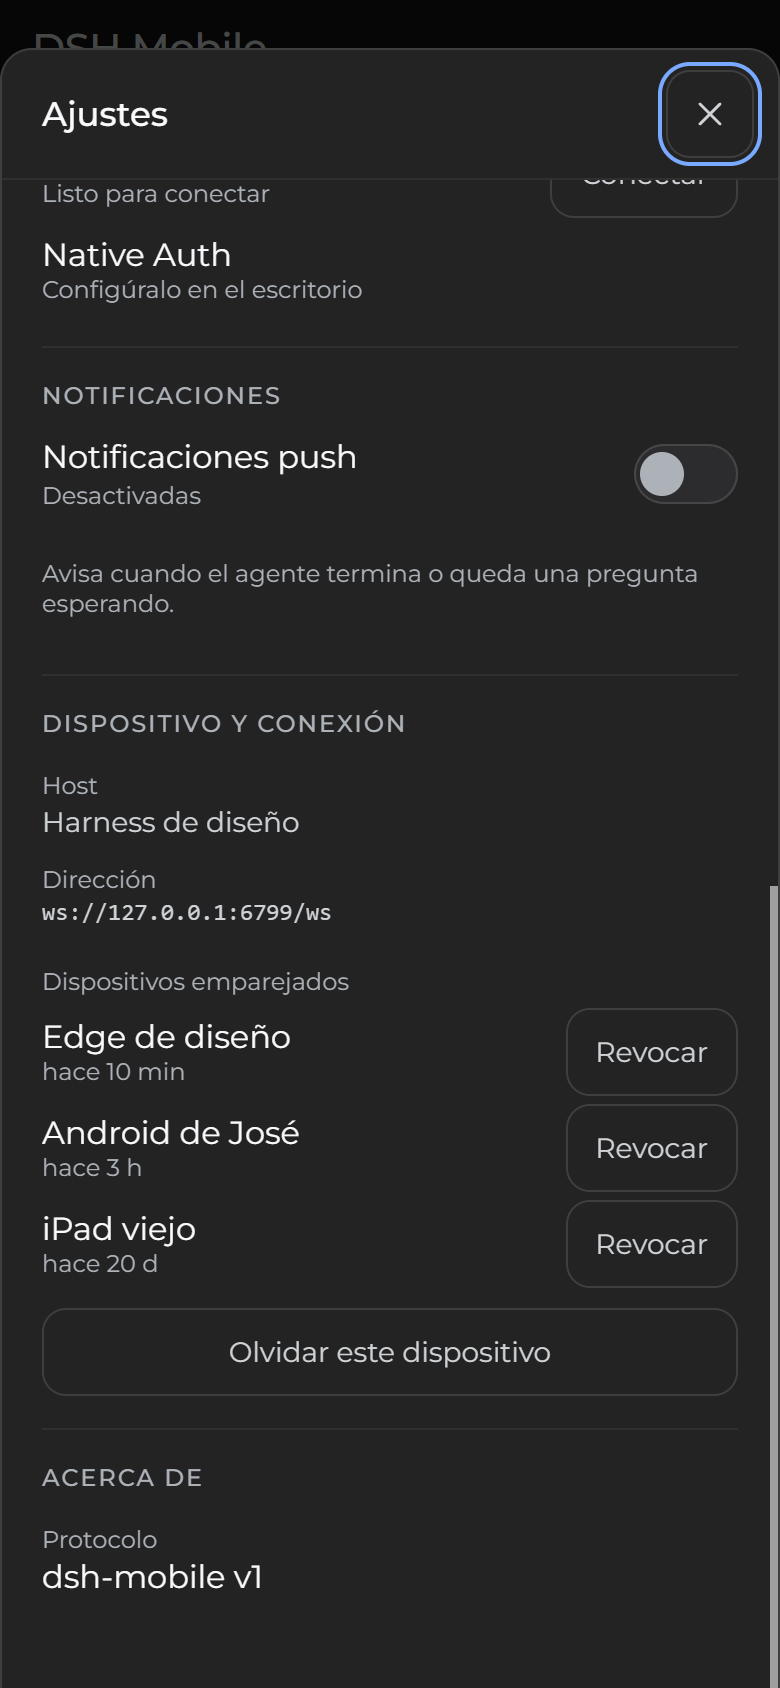 DSH Mobile
Ajustes
Listo para conectar
Conectar
Native Auth
Configúralo en el escritorio
NOTIFICACIONES
Notificaciones push
Desactivadas
Avisa cuando el agente termina o queda una pregunta
esperando.
DISPOSITIVO Y CONEXIÓN
Host
Harness de diseño
Dirección
ws://127.0.0.1:6799/ws
Dispositivos emparejados
Edge de diseño
hace 10 min
Revocar
Android de José
hace 3 h
Revocar
iPad viejo
hace 20 d
Revocar
Olvidar este dispositivo
ACERCA DE
Protocolo
dsh-mobile v1